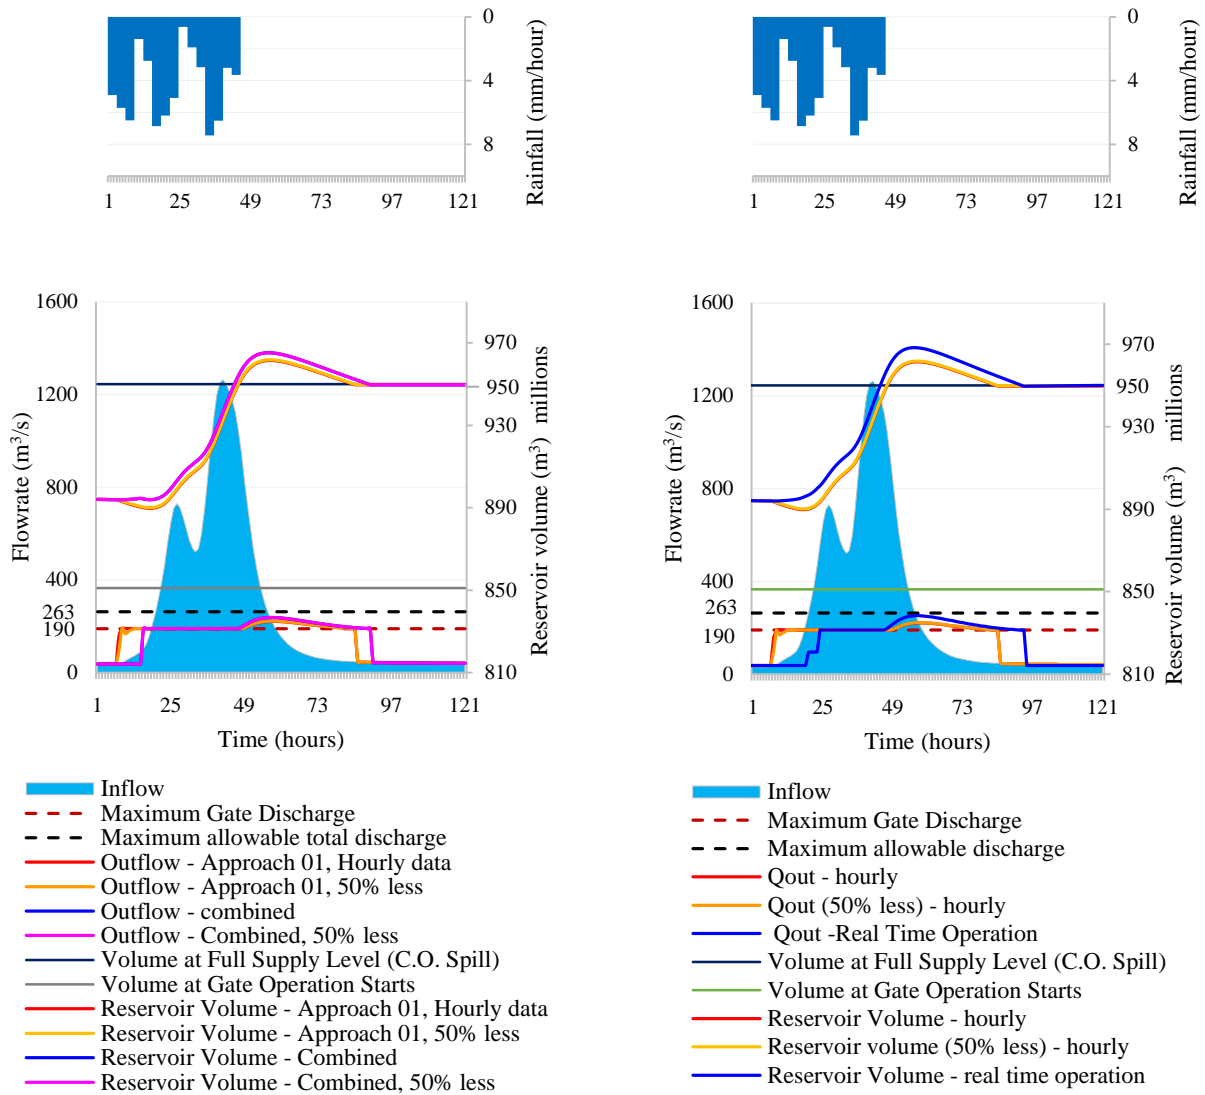 0
4
8
Rainfall (mm/hour)
1 25 49 73 97 121
0
4
8
Rainfall (mm/hour)
1 25 49 73 97 121
1600
1200
800
400
263
190
0
Flowrate (m³/s)
970
950
930
890
850
810
Reservoir volume (m³) millions
1 25 49 73 97 121
Time (hours)
1600
1200
800
400
263
190
0
Flowrate (m³/s)
970
950
930
890
850
810
Reservoir volume (m³) millions
1 25 49 73 97 121
Time (hours)
Inflow
Maximum Gate Discharge
Maximum allowable total discharge
Outflow - Approach 01, Hourly data
Outflow - Approach 01, 50% less
Outflow - combined
Outflow - Combined, 50% less
Volume at Full Supply Level (C.O. Spill)
Volume at Gate Operation Starts
Reservoir Volume - Approach 01, Hourly data
Reservoir Volume - Approach 01, 50% less
Reservoir Volume - Combined
Reservoir Volume - Combined, 50% less
Inflow
Maximum Gate Discharge
Maximum allowable discharge
Qout - hourly
Qout (50% less) - hourly
Qout -Real Time Operation
Volume at Full Supply Level (C.O. Spill)
Volume at Gate Operation Starts
Reservoir Volume - hourly
Reservoir volume (50% less) - hourly
Reservoir Volume - real time operation